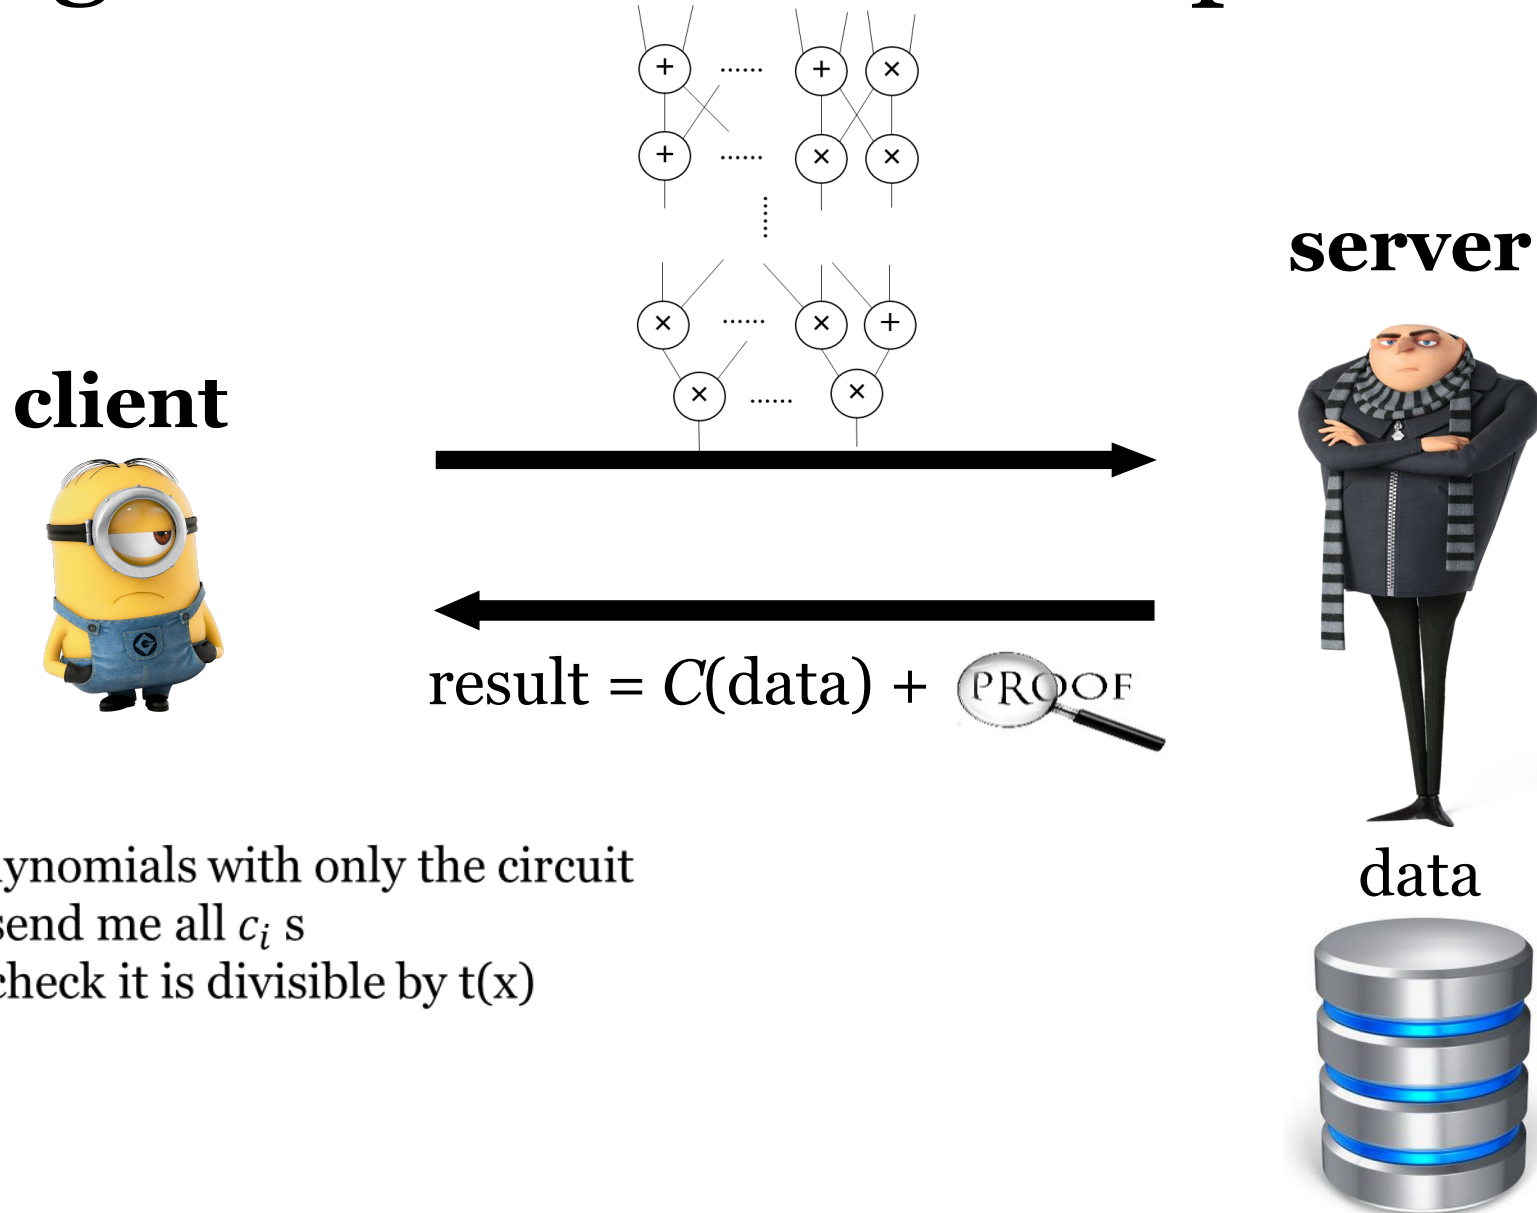 + ...... + ×
+ ...... × ×
......
× ...... × +
× ...... ×
server
client
result = C(data) + PROOF
data
lynomials with only the circuit
send me all cᵢ s
check it is divisible by t(x)